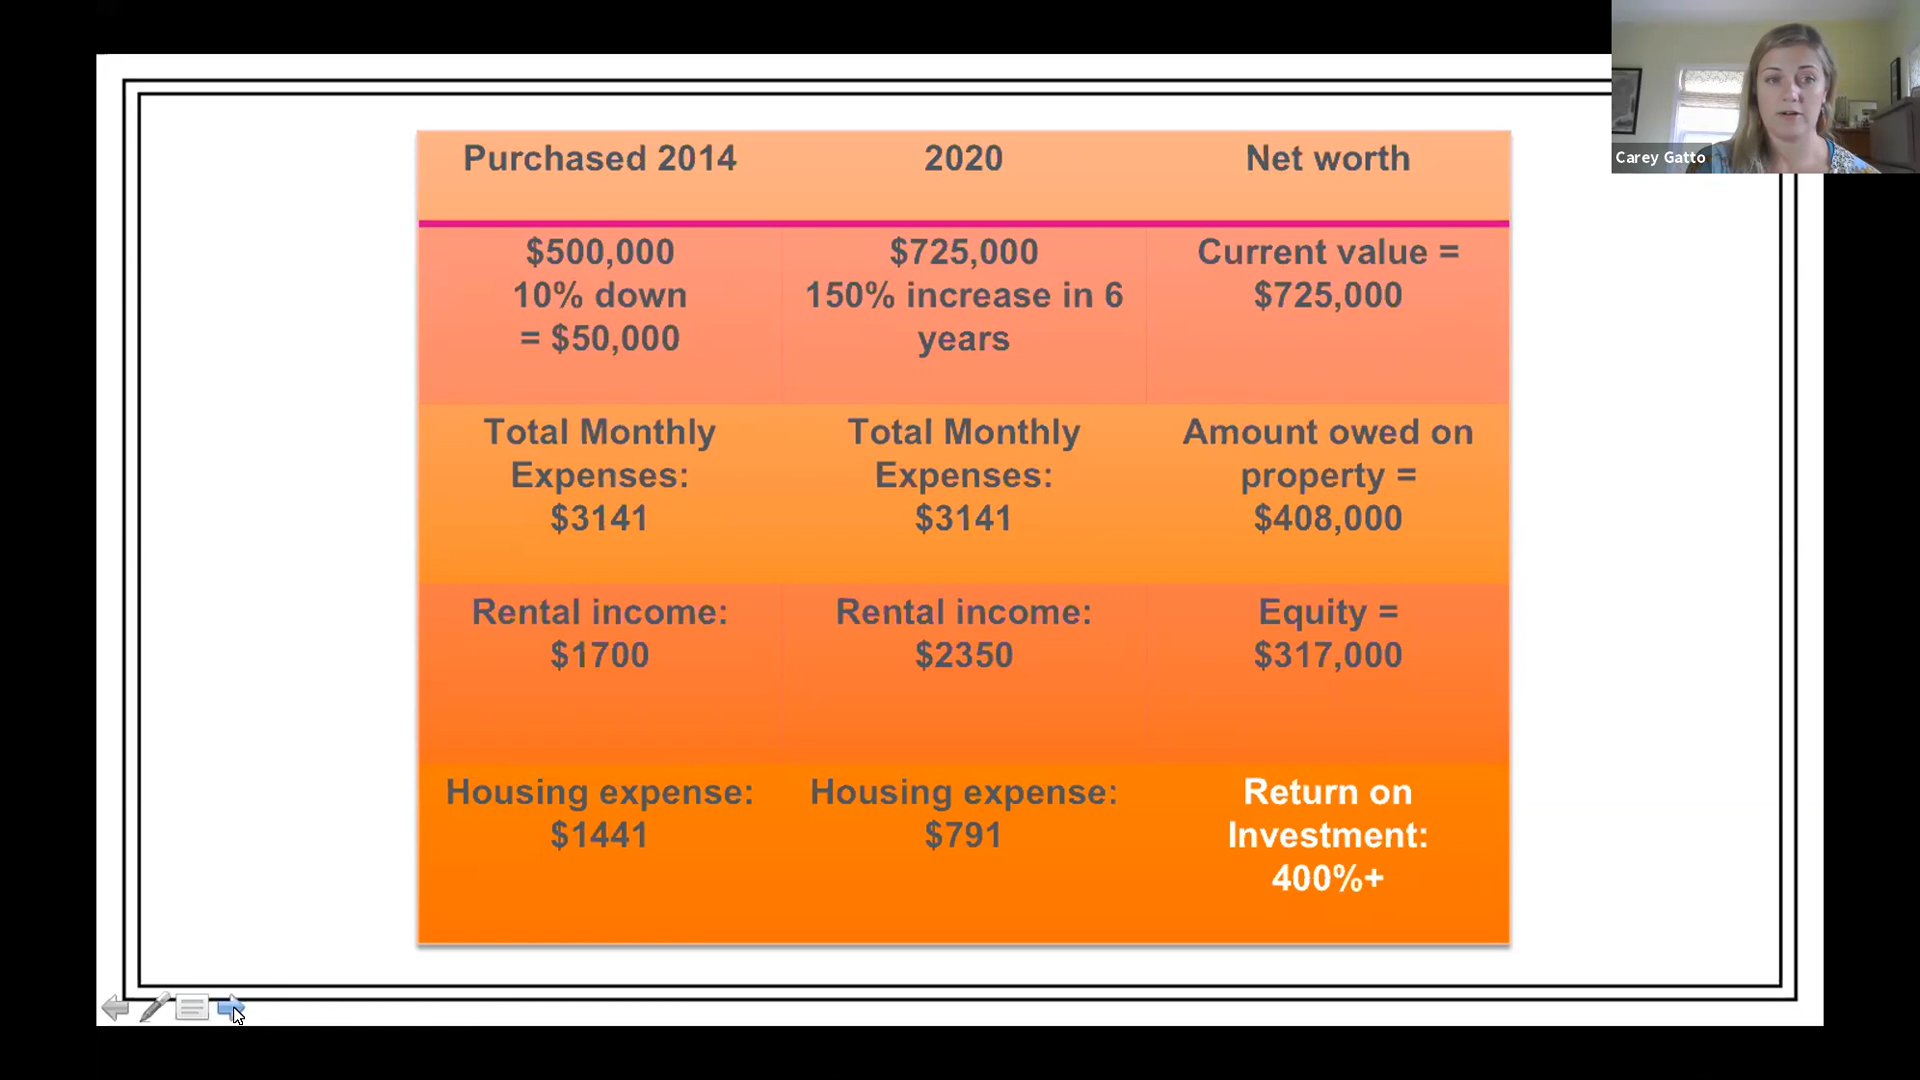 Carey Gatto
Purchased 2014
2020
Net worth
$500,000
10% down
= $50,000
$725,000
150% increase in 6
years
Current value =
$725,000
Total Monthly
Expenses:
$3141
Total Monthly
Expenses:
$3141
Amount owed on
property =
$408,000
Rental income:
$1700
Rental income:
$2350
Equity =
$317,000
Housing expense:
$1441
Housing expense:
$791
Return on
Investment:
400%+